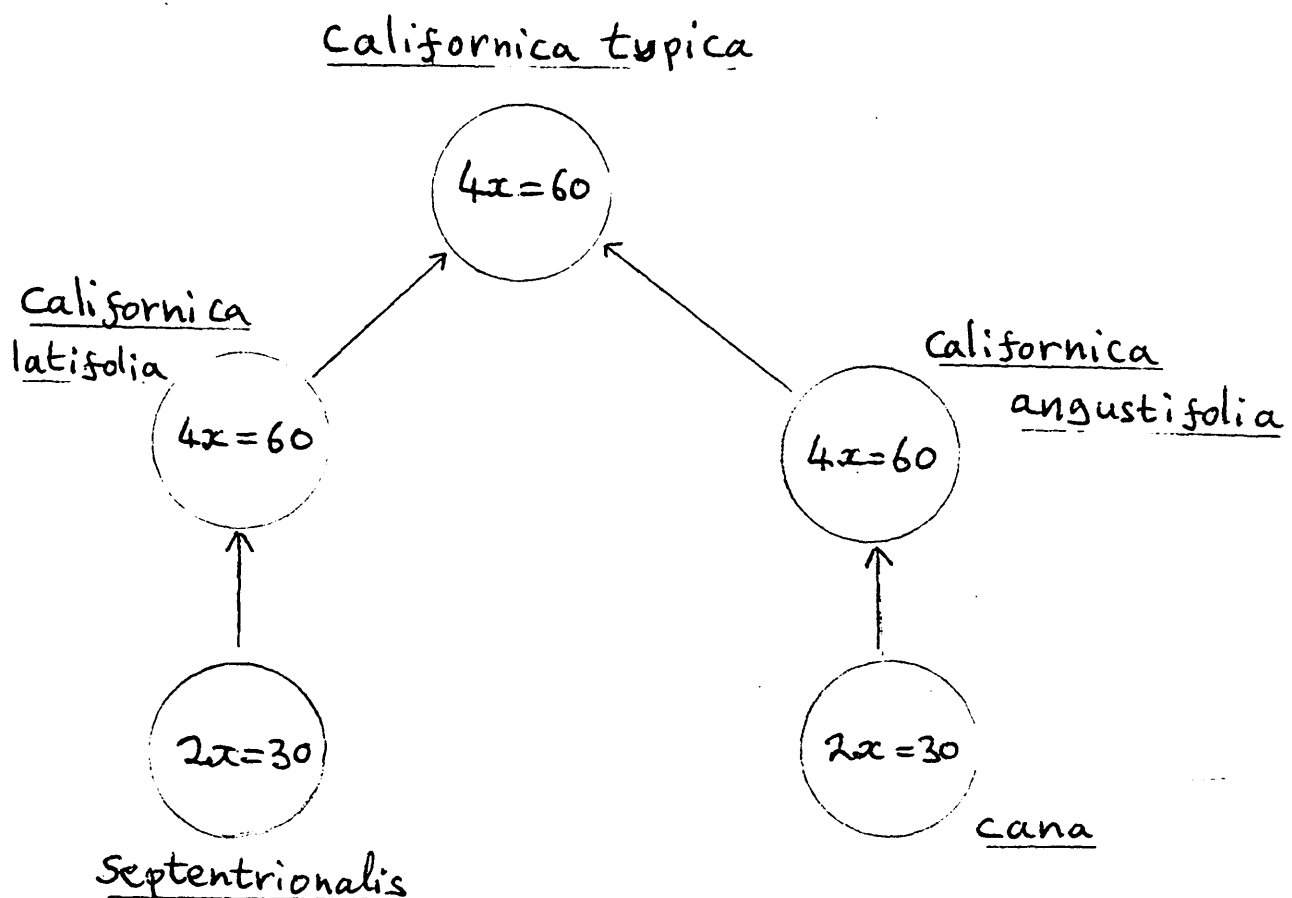 Californica typica
4x=60
Californica
latifolia
4x=60
Californica
angustifolia
4x=60
2x=30
Septentrionalis
2x=30
cana